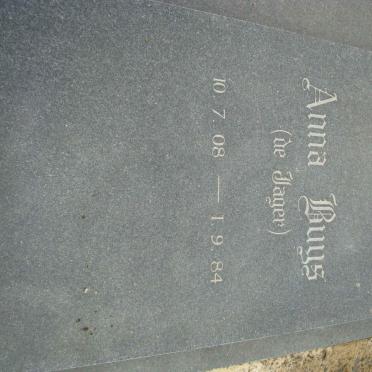 Anna Buys
(de Jager)
10. 7. 08 — 1. 9. 84